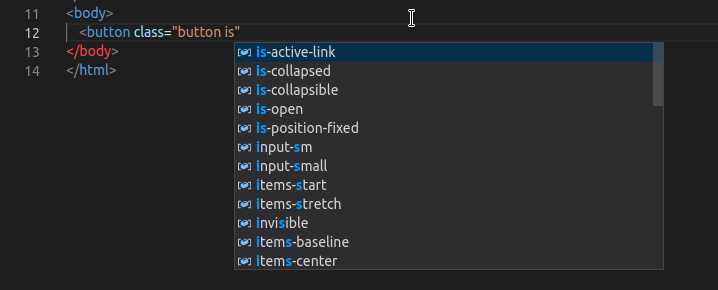 11 <body>
12 <button class="button is"
is-active-link
13 </body>
is-collapsed
14 </html>
is-collapsible
is-open
is-position-fixed
input-sm
input-small
items-start
items-stretch
invisible
items-baseline
items-center